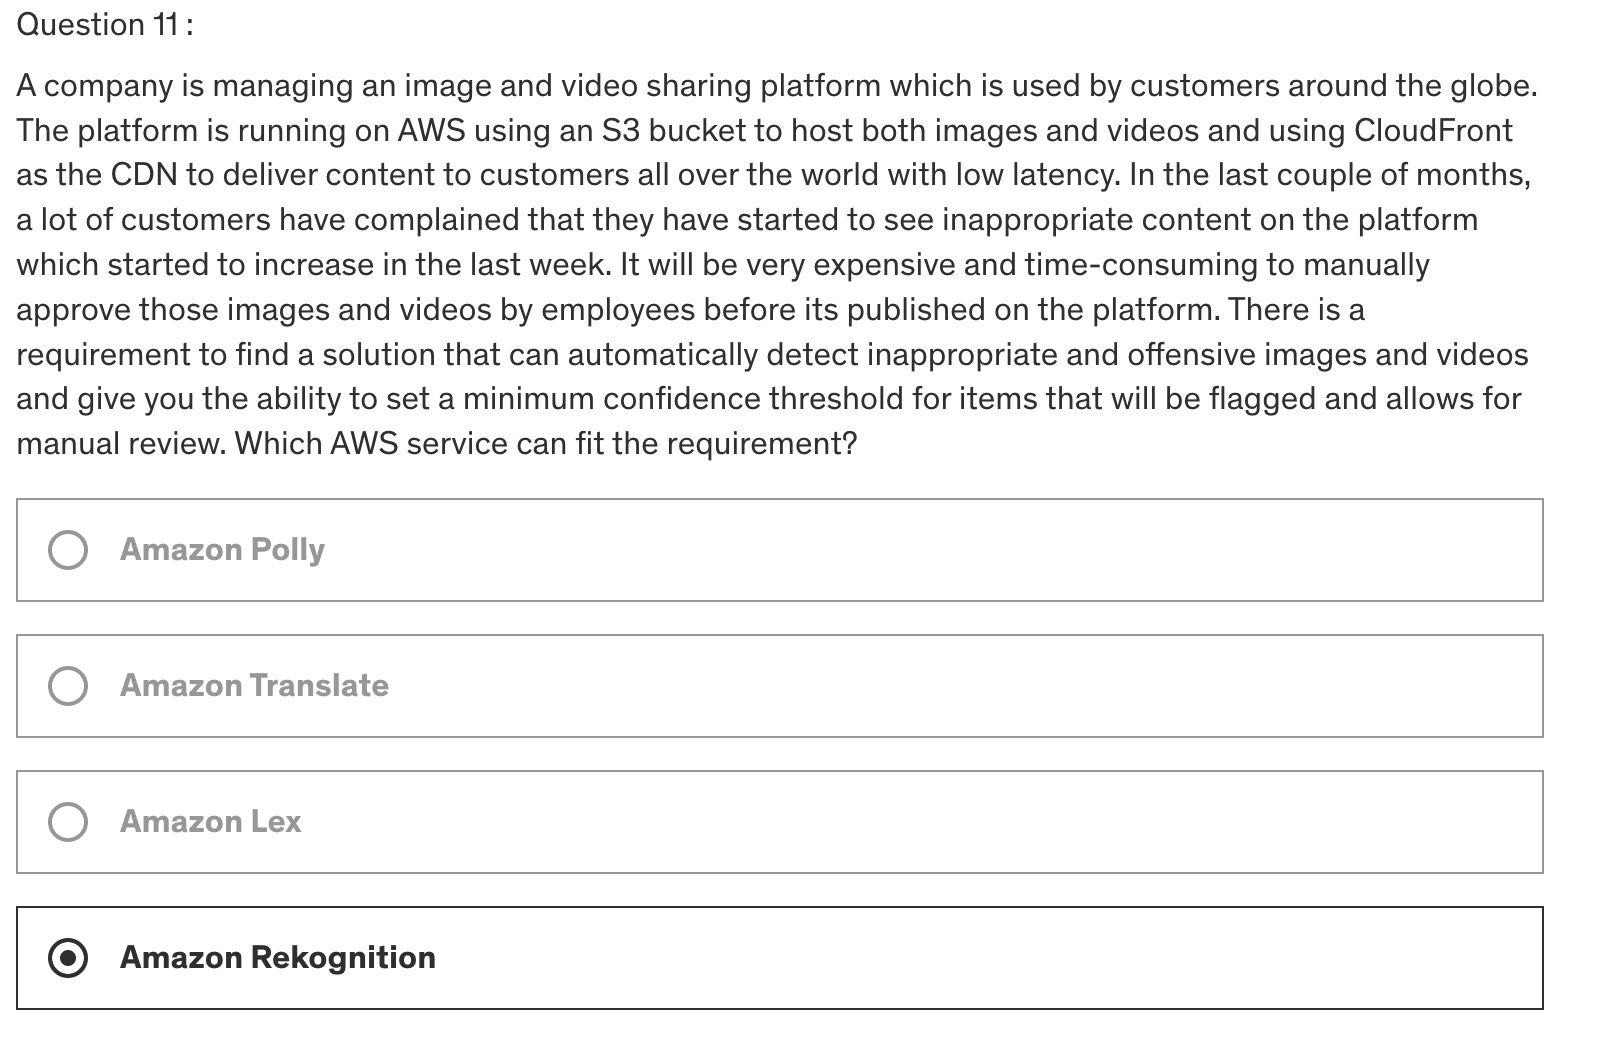 Question 11 :
A company is managing an image and video sharing platform which is used by customers around the globe.
The platform is running on AWS using an S3 bucket to host both images and videos and using CloudFront
as the CDN to deliver content to customers all over the world with low latency. In the last couple of months,
a lot of customers have complained that they have started to see inappropriate content on the platform
which started to increase in the last week. It will be very expensive and time-consuming to manually
approve those images and videos by employees before its published on the platform. There is a
requirement to find a solution that can automatically detect inappropriate and offensive images and videos
and give you the ability to set a minimum confidence threshold for items that will be flagged and allows for
manual review. Which AWS service can fit the requirement?
Amazon Polly
Amazon Translate
Amazon Lex
Amazon Rekognition